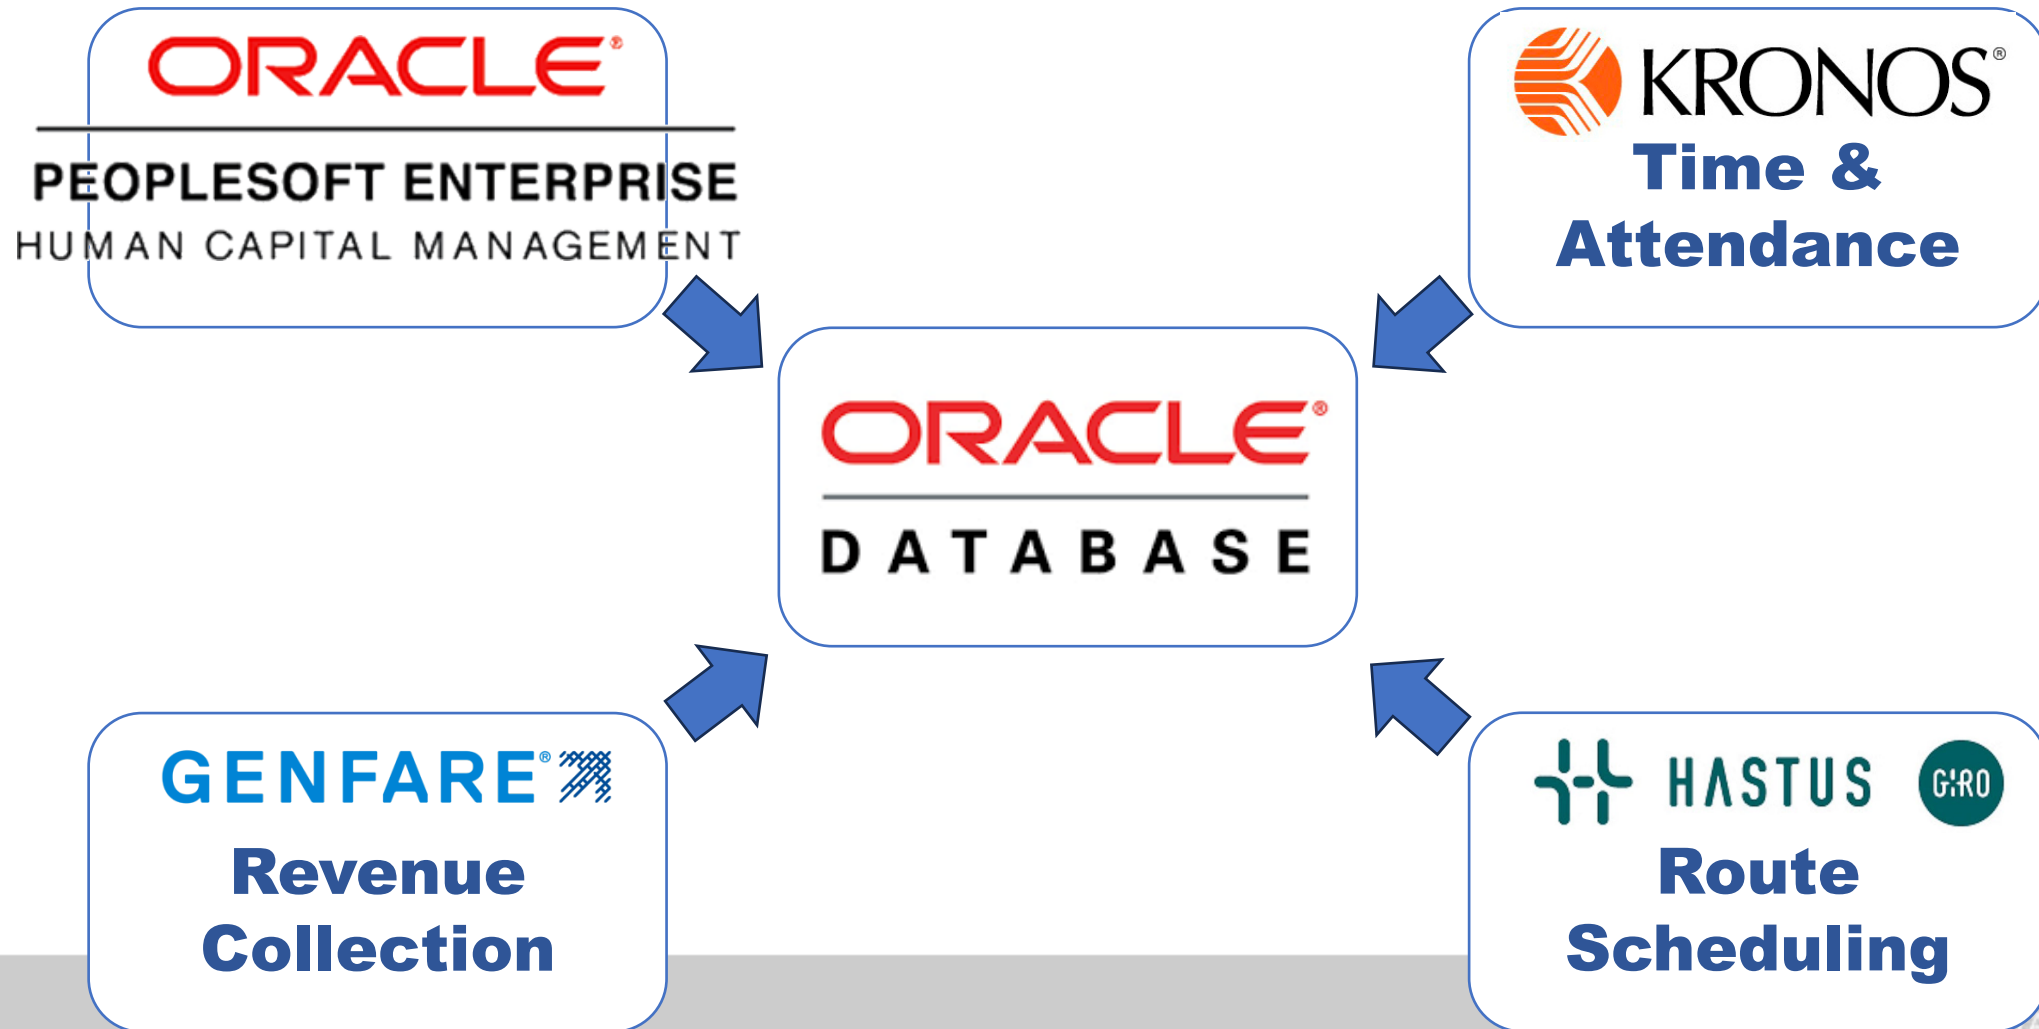 ORACLE®
PEOPLESOFT ENTERPRISE
HUMAN CAPITAL MANAGEMENT
KRONOS®
Time &
Attendance
ORACLE®
DATABASE
GENFARE®
Revenue
Collection
HASTUS GIRO
Route
Scheduling